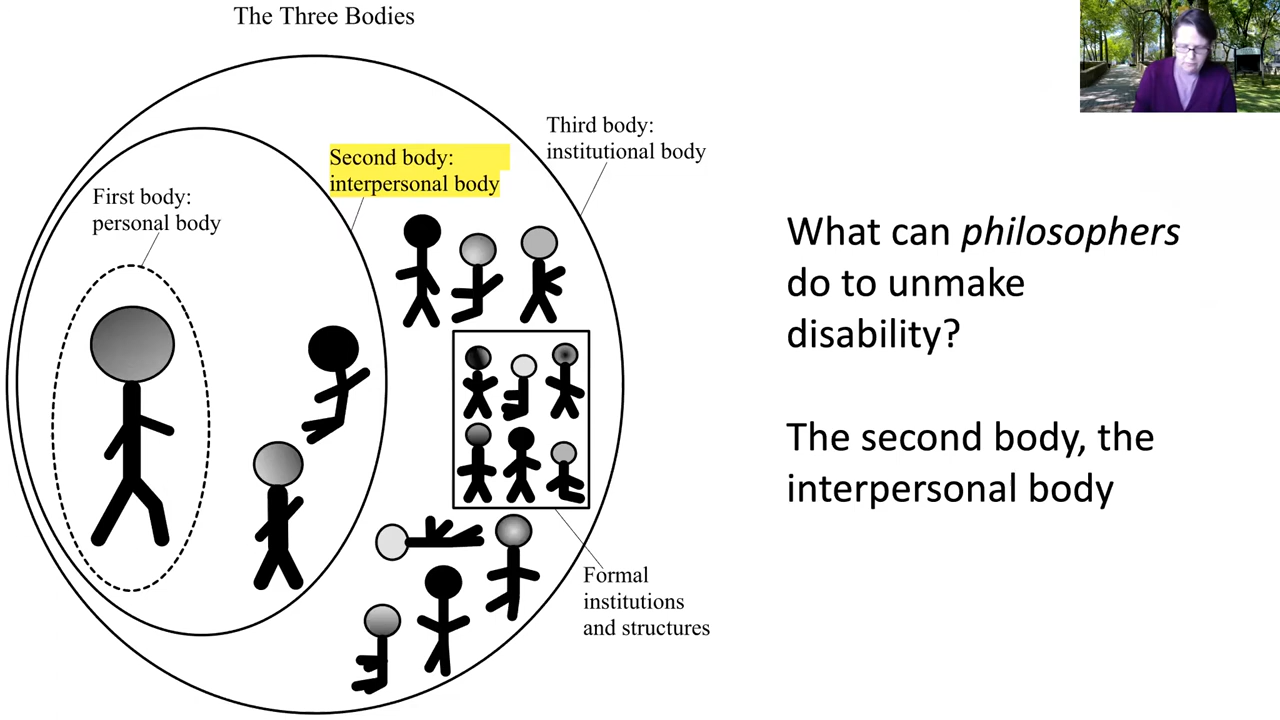 The Three Bodies
First body:
personal body
Second body:
interpersonal body
Third body:
institutional body
Formal
institutions
and structures
What can philosophers
do to unmake
disability?
The second body, the
interpersonal body